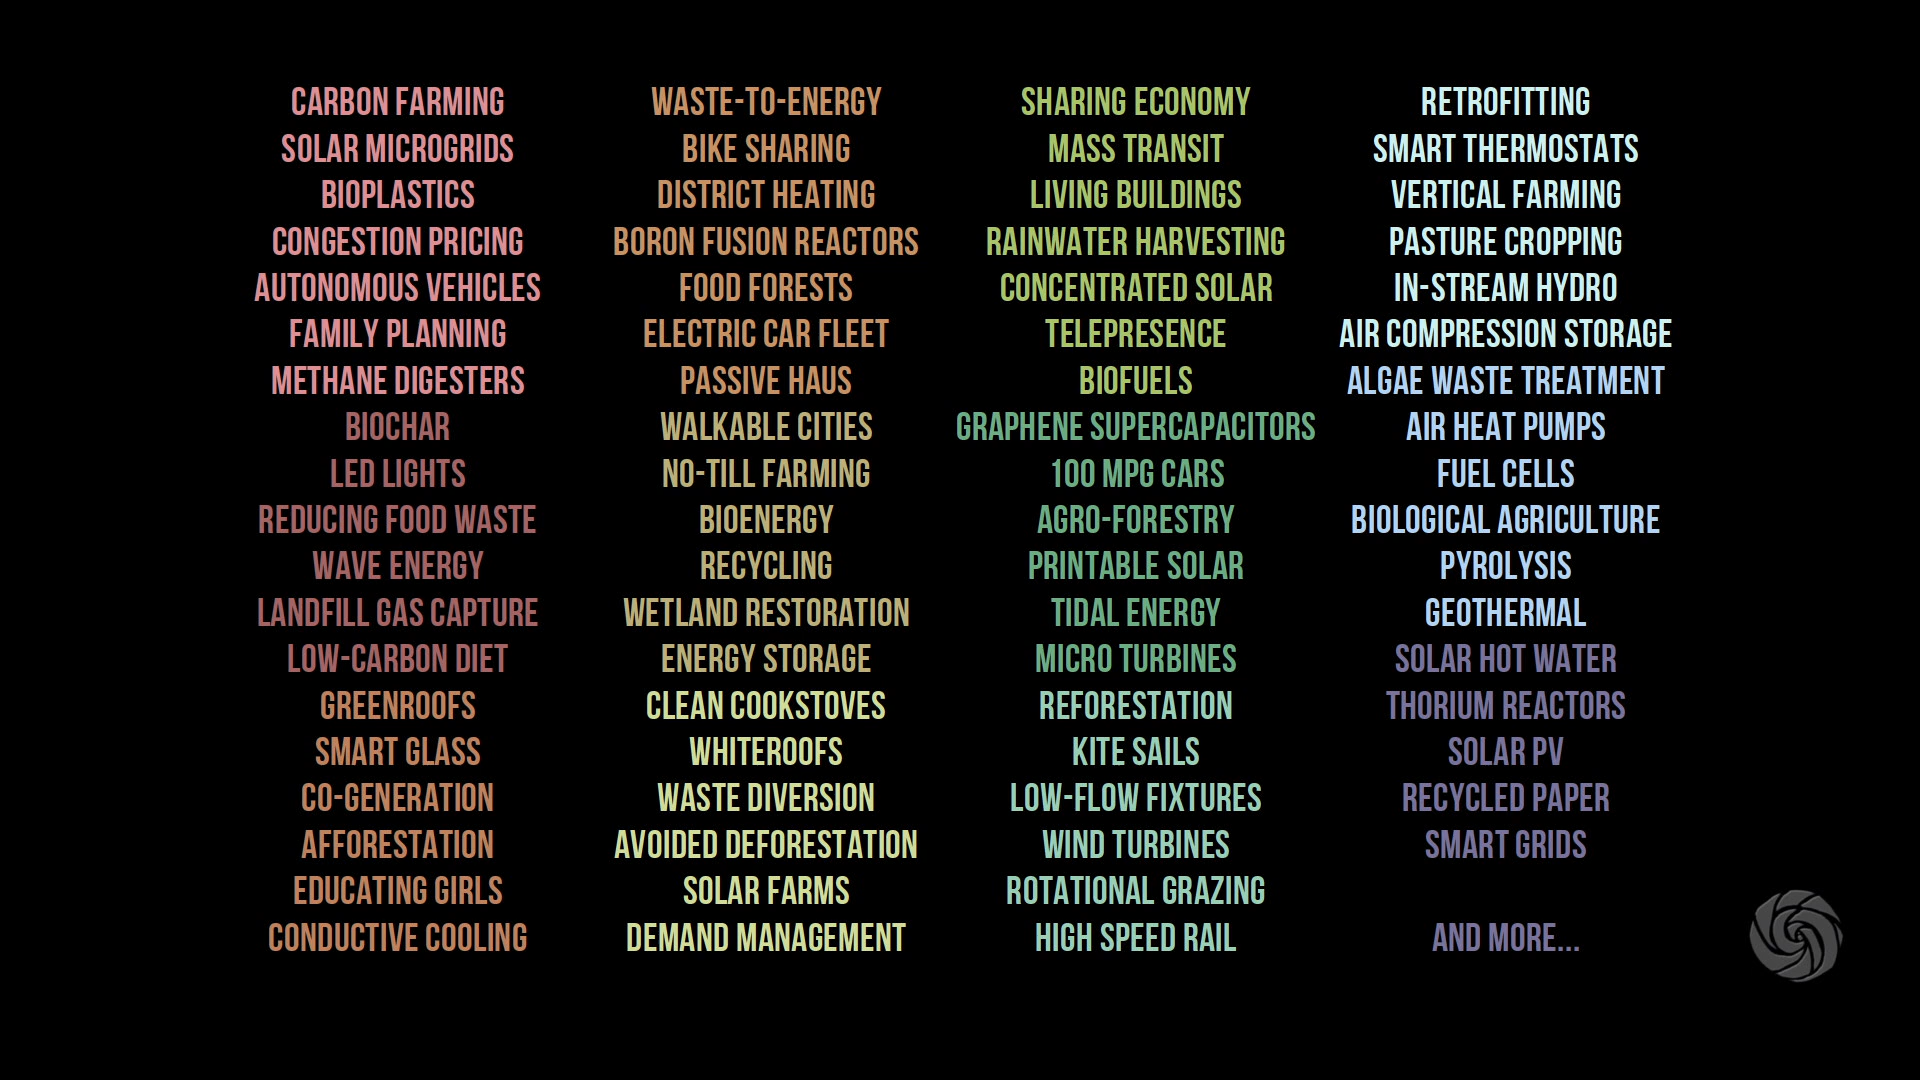 CARBON FARMING
SOLAR MICROGRIDS
BIOPLASTICS
CONGESTION PRICING
AUTONOMOUS VEHICLES
FAMILY PLANNING
METHANE DIGESTERS
BIOCHAR
LED LIGHTS
REDUCING FOOD WASTE
WAVE ENERGY
LANDFILL GAS CAPTURE
LOW-CARBON DIET
GREENROOFS
SMART GLASS
CO-GENERATION
AFFORESTATION
EDUCATING GIRLS
CONDUCTIVE COOLING
WASTE-TO-ENERGY
BIKE SHARING
DISTRICT HEATING
BORON FUSION REACTORS
FOOD FORESTS
ELECTRIC CAR FLEET
PASSIVE HAUS
WALKABLE CITIES
NO-TILL FARMING
BIOENERGY
RECYCLING
WETLAND RESTORATION
ENERGY STORAGE
CLEAN COOKSTOVES
WHITEROOFS
WASTE DIVERSION
AVOIDED DEFORESTATION
SOLAR FARMS
DEMAND MANAGEMENT
SHARING ECONOMY
MASS TRANSIT
LIVING BUILDINGS
RAINWATER HARVESTING
CONCENTRATED SOLAR
TELEPRESENCE
BIOFUELS
GRAPHENE SUPERCAPACITORS
100 MPG CARS
AGRO-FORESTRY
PRINTABLE SOLAR
TIDAL ENERGY
MICRO TURBINES
REFORESTATION
KITE SAILS
LOW-FLOW FIXTURES
WIND TURBINES
ROTATIONAL GRAZING
HIGH SPEED RAIL
RETROFITTING
SMART THERMOSTATS
VERTICAL FARMING
PASTURE CROPPING
IN-STREAM HYDRO
AIR COMPRESSION STORAGE
ALGAE WASTE TREATMENT
AIR HEAT PUMPS
FUEL CELLS
BIOLOGICAL AGRICULTURE
PYROLYSIS
GEOTHERMAL
SOLAR HOT WATER
THORIUM REACTORS
SOLAR PV
RECYCLED PAPER
SMART GRIDS
AND MORE...